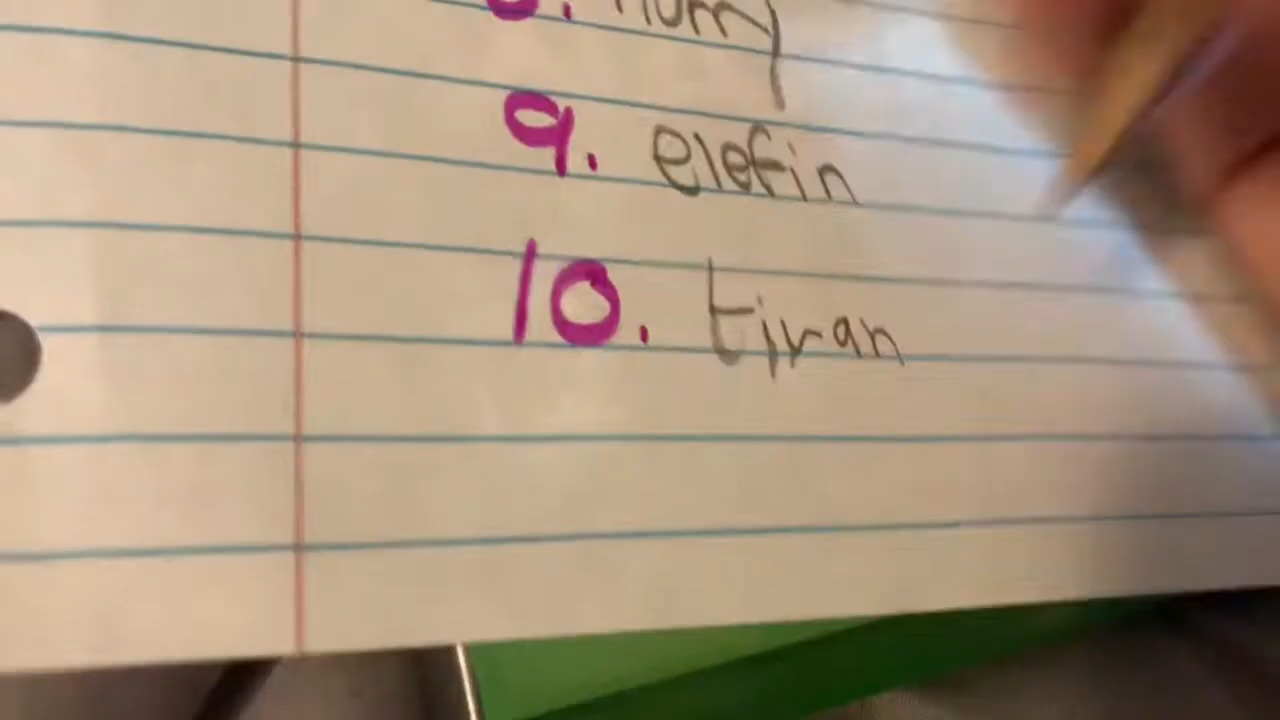 9. elefin
10. tiran